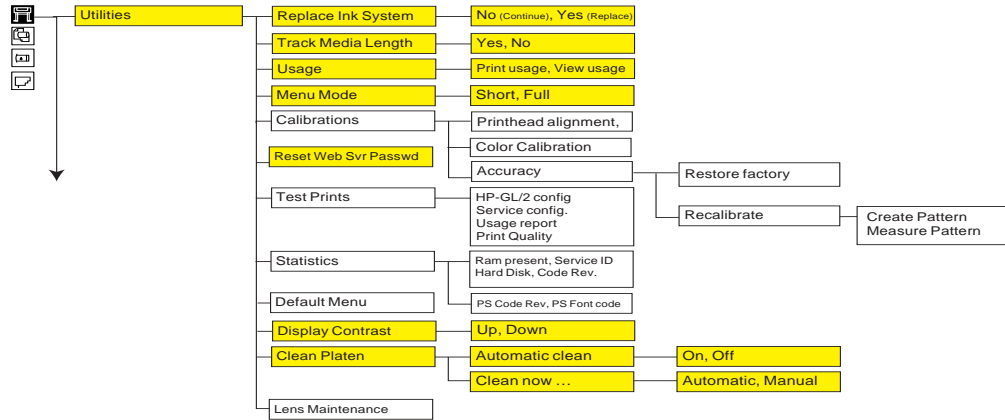 Utilities
Replace Ink System
No (Continue), Yes (Replace)
Track Media Length
Yes, No
Usage
Print usage, View usage
Menu Mode
Short, Full
Calibrations
Printhead alignment,
Color Calibration
Reset Web Svr Passwd
Accuracy
Restore factory
Test Prints
HP-GL/2 config
Service config.
Usage report
Print Quality
Recalibrate
Create Pattern
Measure Pattern
Statistics
Ram present, Service ID
Hard Disk, Code Rev.
Default Menu
PS Code Rev, PS Font code
Display Contrast
Up, Down
Clean Platen
Automatic clean
On, Off
Clean now ...
Automatic, Manual
Lens Maintenance